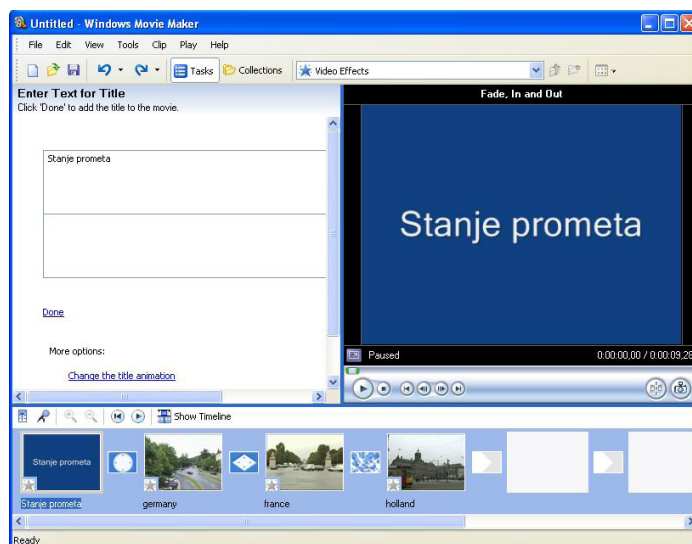 Untitled - Windows Movie Maker
File Edit View Tools Clip Play Help
Tasks Collections Video Effects
Enter Text for Title
Click 'Done' to add the title to the movie.
Stanje prometa
Done
More options:
Change the title animation
Fade, In and Out
Stanje prometa
Paused 0:00:00,00 / 0:00:09,28
Show Timeline
Stanje prometa
Stanje prometa germany france holland
Ready